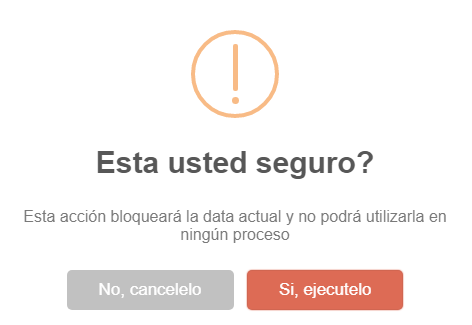 Esta usted seguro?
Esta acción bloqueará la data actual y no podrá utilizarla en
ningún proceso
No, cancelelo
Si, ejecutelo